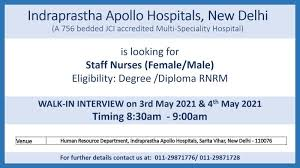 Indraprastha Apollo Hospitals, New Delhi
(A 756 bedded JCI accredited Multi-Speciality Hospital)
is looking for
Staff Nurses (Female/Male)
Eligibility: Degree /Diploma RNRM
WALK-IN INTERVIEW on 3rd May 2021 & 4th May 2021
Timing 8:30am - 9:00am
Venue Human Resource Department, Indraprastha Apollo Hospitals, Sarita Vihar, New Delhi - 110076
For further details contact us at: 011-29871776/ 011-29871728